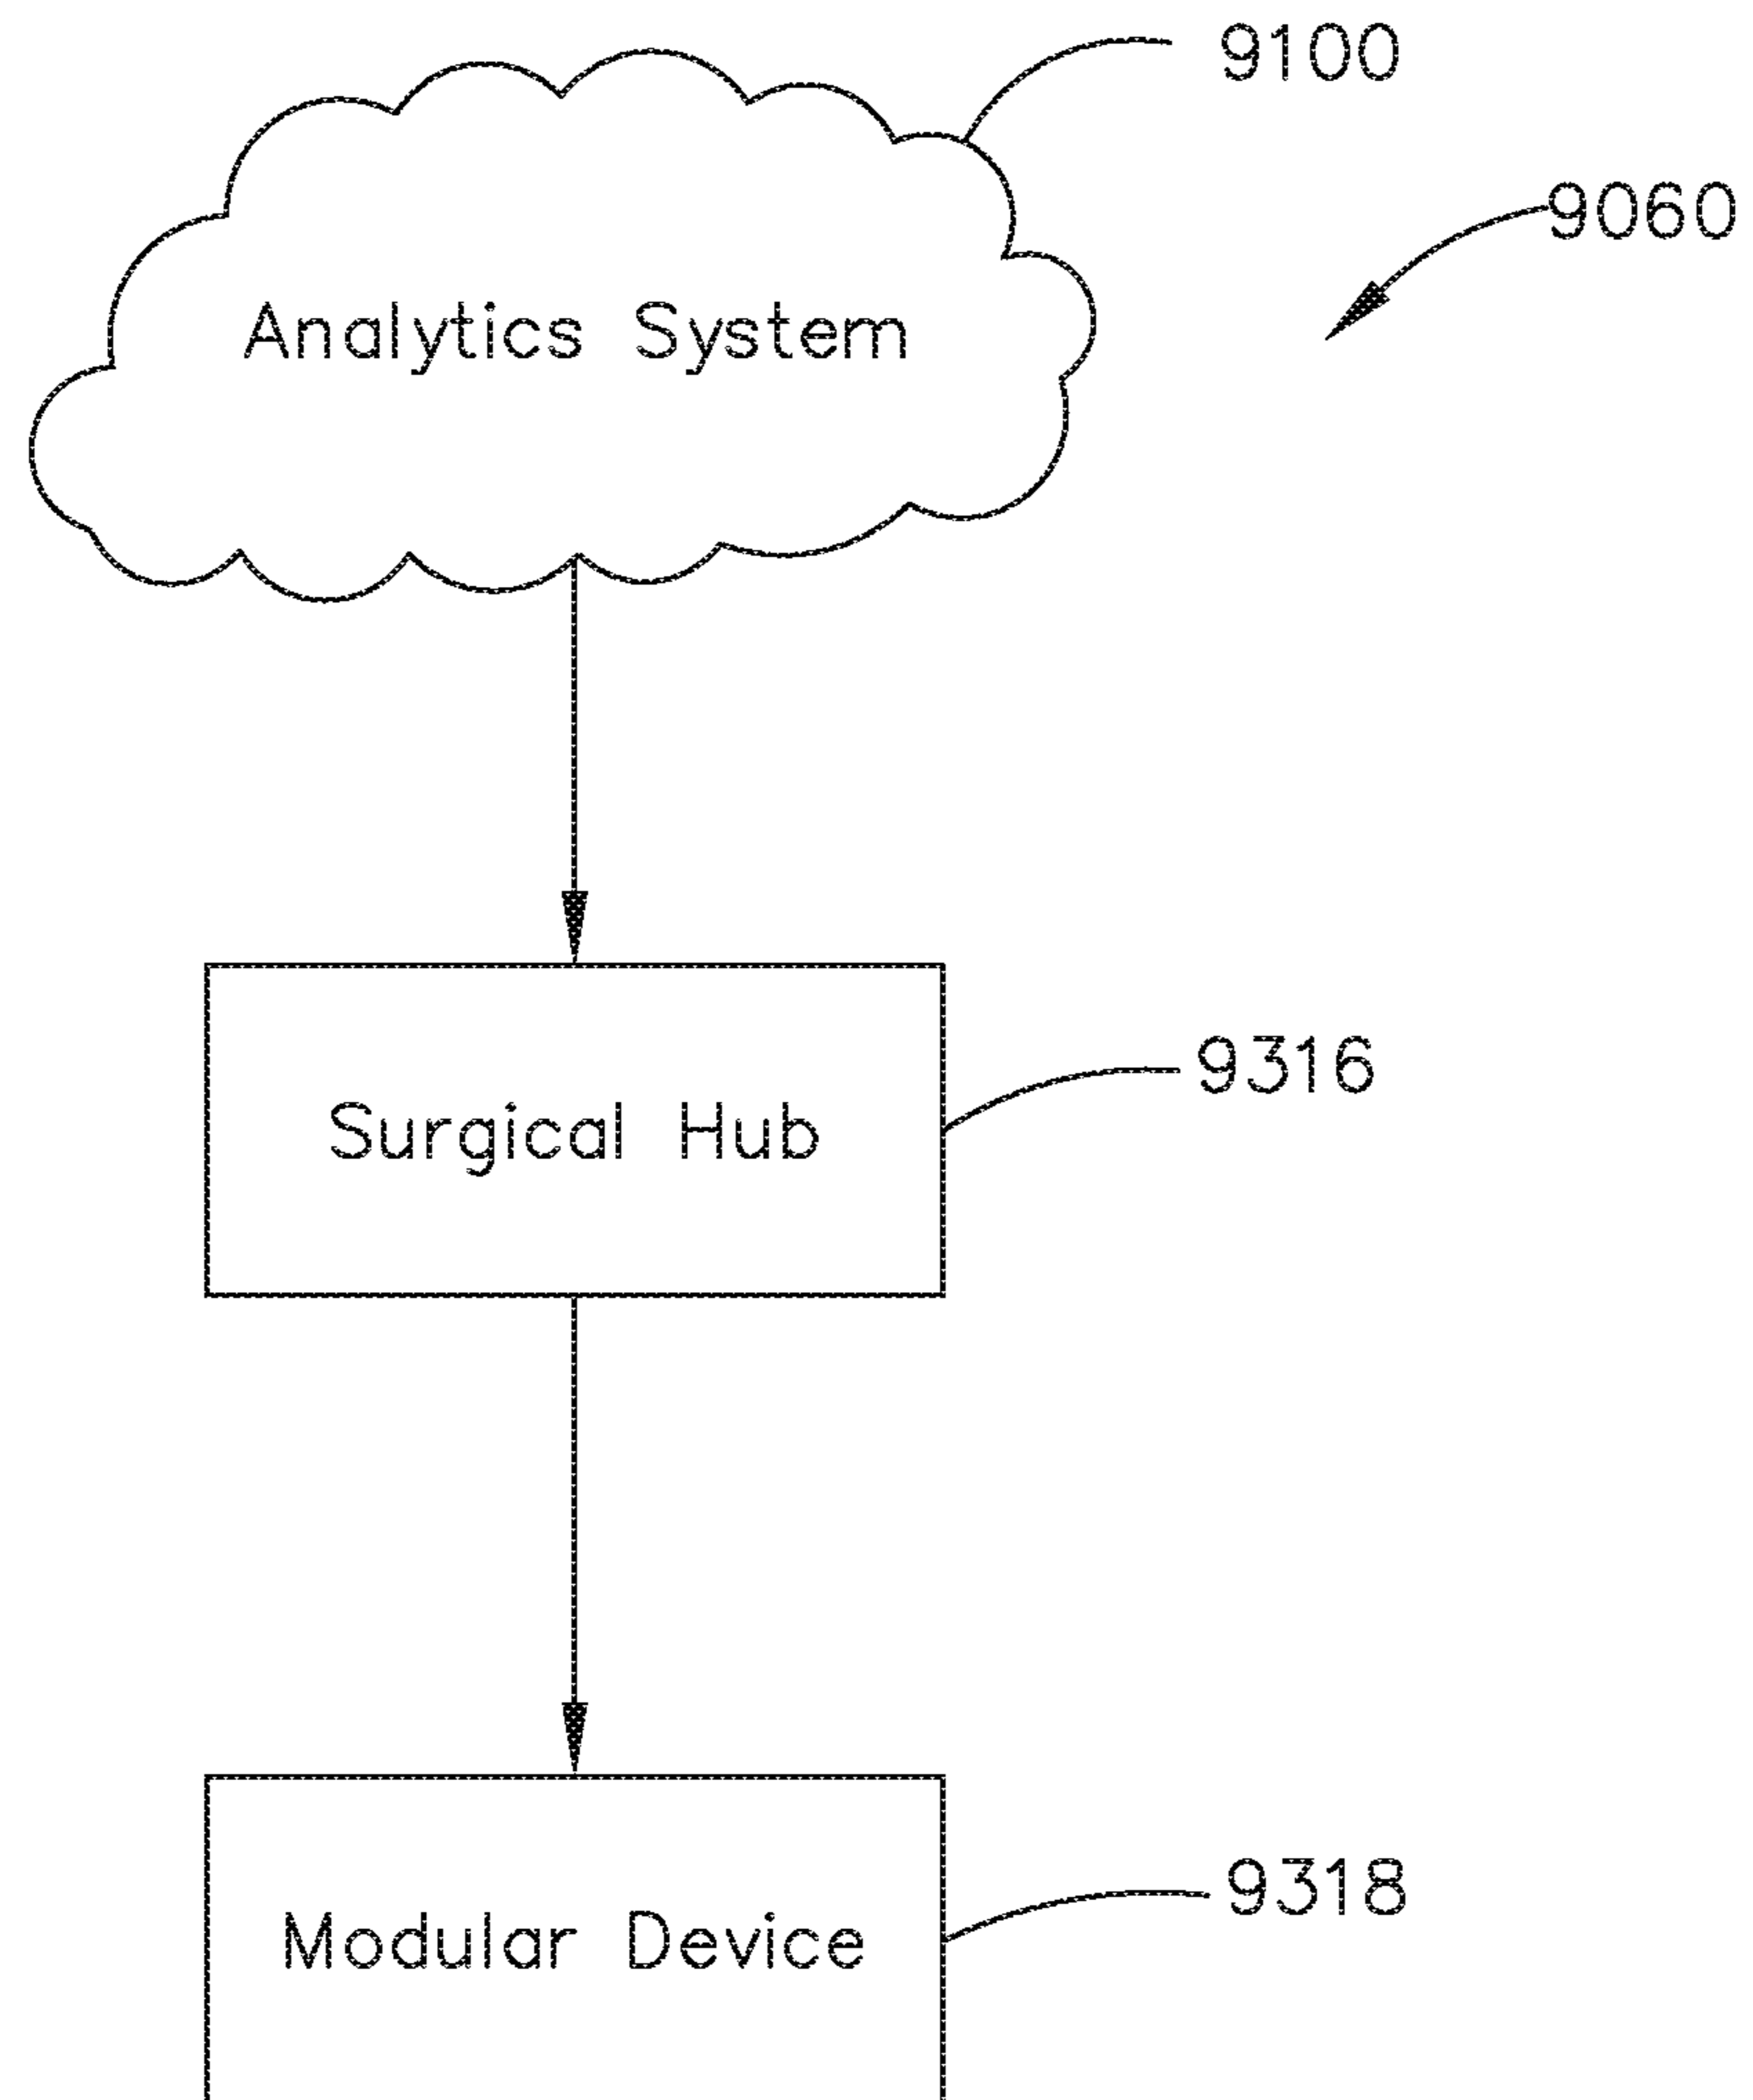 9100
9060
Analytics System
9316
Surgical Hub
9318
Modular Device